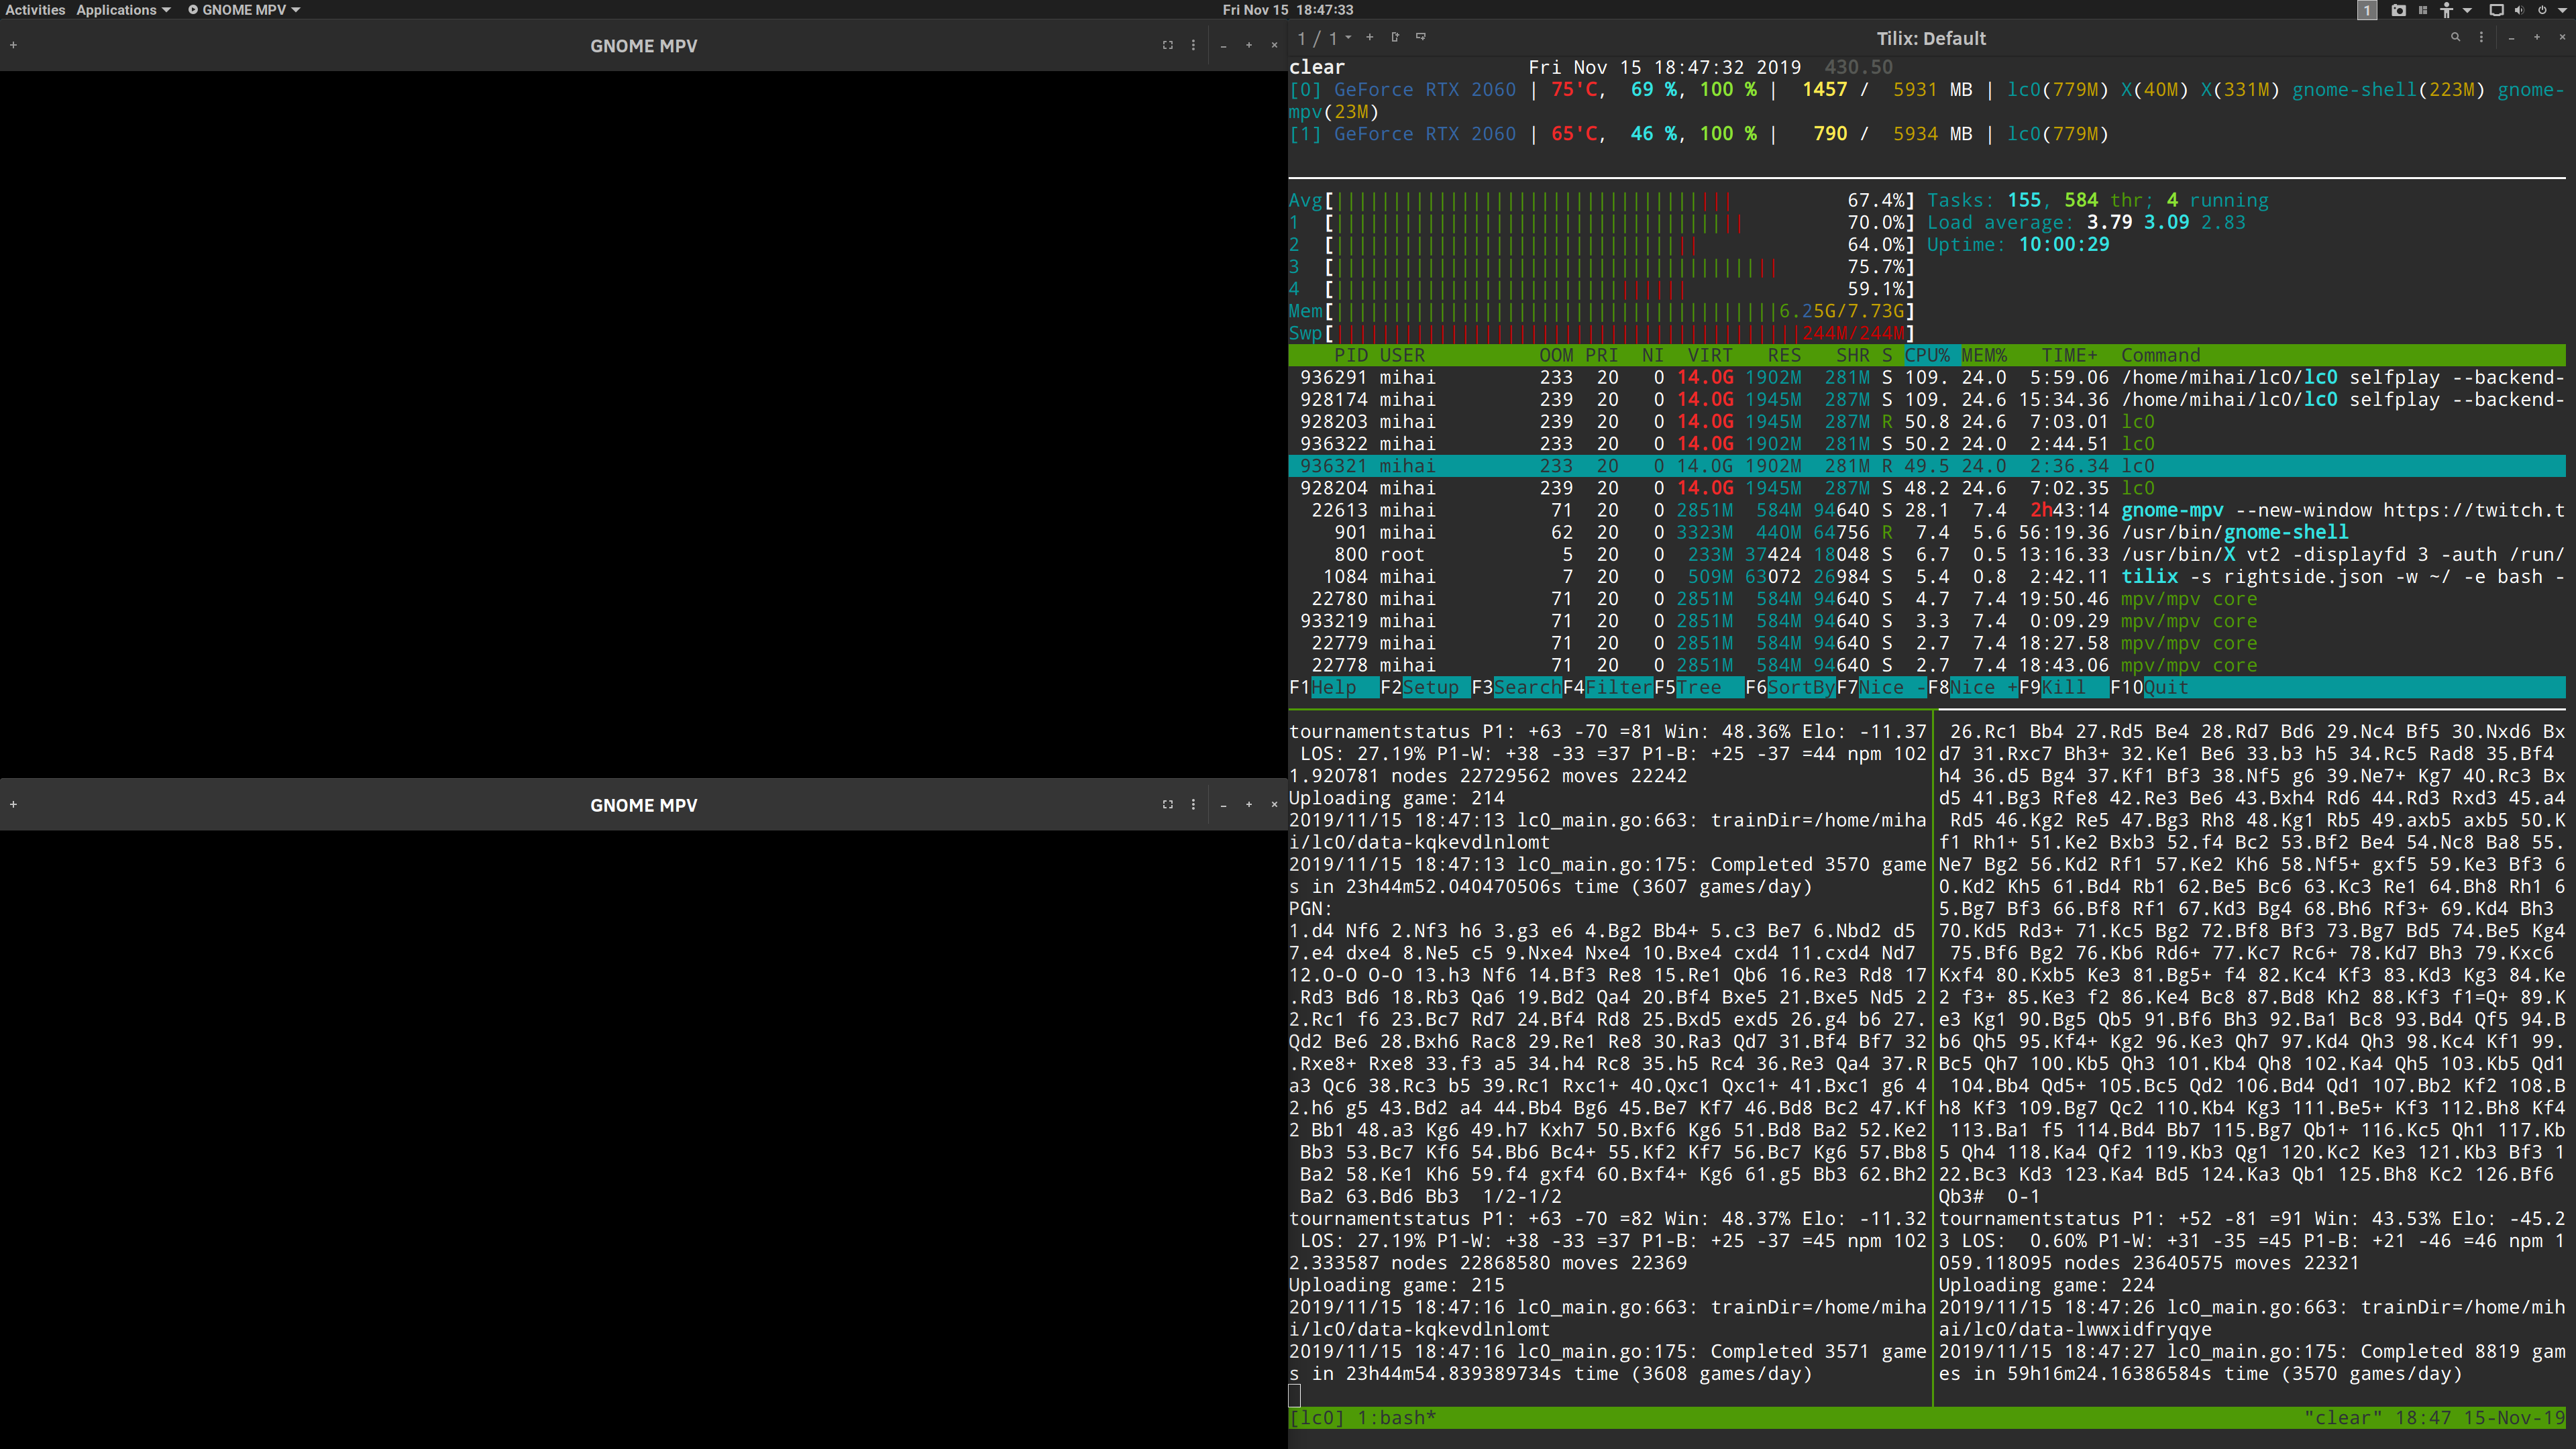 Activities Applications GNOME MPV Fri Nov 15 18:47:33 1
GNOME MPV
GNOME MPV
1 / 1 Tilix: Default
clear Fri Nov 15 18:47:32 2019 430.50
[0] GeForce RTX 2060 | 75'C, 69 %, 100 % | 1457 / 5931 MB | lc0(779M) X(40M) X(331M) gnome-shell(223M) gnome-
mpv(23M)
[1] GeForce RTX 2060 | 65'C, 46 %, 100 % | 790 / 5934 MB | lc0(779M)
Avg[ 67.4%] Tasks: 155, 584 thr; 4 running
1 [ 70.0%] Load average: 3.79 3.09 2.83
2 [ 64.0%] Uptime: 10:00:29
3 [ 75.7%]
4 [ 59.1%]
Mem[ 6.25G/7.73G]
Swp[ 244M/244M]
PID USER OOM PRI NI VIRT RES SHR S CPU% MEM% TIME+ Command
936291 mihai 233 20 0 14.0G 1902M 281M S 109. 24.0 5:59.06 /home/mihai/lc0/lc0 selfplay --backend-
928174 mihai 239 20 0 14.0G 1945M 287M S 109. 24.6 15:34.36 /home/mihai/lc0/lc0 selfplay --backend-
928203 mihai 239 20 0 14.0G 1945M 287M R 50.8 24.6 7:03.01 lc0
936322 mihai 233 20 0 14.0G 1902M 281M S 50.2 24.0 2:44.51 lc0
936321 mihai 233 20 0 14.0G 1902M 281M R 49.5 24.0 2:36.34 lc0
928204 mihai 239 20 0 14.0G 1945M 287M S 48.2 24.6 7:02.35 lc0
22613 mihai 71 20 0 2851M 584M 94640 S 28.1 7.4 2h43:14 gnome-mpv --new-window https://twitch.t
901 mihai 62 20 0 3323M 440M 64756 R 7.4 5.6 56:19.36 /usr/bin/gnome-shell
800 root 5 20 0 233M 37424 18048 S 6.7 0.5 13:16.33 /usr/bin/X vt2 -displayfd 3 -auth /run/
1084 mihai 7 20 0 509M 63072 26984 S 5.4 0.8 2:42.11 tilix -s rightside.json -w ~/ -e bash -
22780 mihai 71 20 0 2851M 584M 94640 S 4.7 7.4 19:50.46 mpv/mpv core
933219 mihai 71 20 0 2851M 584M 94640 S 3.3 7.4 0:09.29 mpv/mpv core
22779 mihai 71 20 0 2851M 584M 94640 S 2.7 7.4 18:27.58 mpv/mpv core
22778 mihai 71 20 0 2851M 584M 94640 S 2.7 7.4 18:43.06 mpv/mpv core
F1Help F2Setup F3SearchF4FilterF5Tree F6SortByF7Nice -F8Nice +F9Kill F10Quit
tournamentstatus P1: +63 -70 =81 Win: 48.36% Elo: -11.37
LOS: 27.19% P1-W: +38 -33 =37 P1-B: +25 -37 =44 npm 102
1.920781 nodes 22729562 moves 22242
Uploading game: 214
2019/11/15 18:47:13 lc0_main.go:663: trainDir=/home/miha
i/lc0/data-kqkevdlnlomt
2019/11/15 18:47:13 lc0_main.go:175: Completed 3570 game
s in 23h44m52.040470506s time (3607 games/day)
PGN:
1.d4 Nf6 2.Nf3 h6 3.g3 e6 4.Bg2 Bb4+ 5.c3 Be7 6.Nbd2 d5
7.e4 dxe4 8.Ne5 c5 9.Nxe4 Nxe4 10.Bxe4 cxd4 11.cxd4 Nd7
12.O-O O-O 13.h3 Nf6 14.Bf3 Re8 15.Re1 Qb6 16.Re3 Rd8 17
.Rd3 Bd6 18.Rb3 Qa6 19.Bd2 Qa4 20.Bf4 Bxe5 21.Bxe5 Nd5 2
2.Rc1 f6 23.Bc7 Rd7 24.Bf4 Rd8 25.Bxd5 exd5 26.g4 b6 27.
Qd2 Be6 28.Bxh6 Rac8 29.Re1 Re8 30.Ra3 Qd7 31.Bf4 Bf7 32
.Rxe8+ Rxe8 33.f3 a5 34.h4 Rc8 35.h5 Rc4 36.Re3 Qa4 37.R
a3 Qc6 38.Rc3 b5 39.Rc1 Rxc1+ 40.Qxc1 Qxc1+ 41.Bxc1 g6 4
2.h6 g5 43.Bd2 a4 44.Bb4 Bg6 45.Be7 Kf7 46.Bd8 Bc2 47.Kf
2 Bb1 48.a3 Kg6 49.h7 Kxh7 50.Bxf6 Kg6 51.Bd8 Ba2 52.Ke2
Bb3 53.Bc7 Kf6 54.Bb6 Bc4+ 55.Kf2 Kf7 56.Bc7 Kg6 57.Bb8
Ba2 58.Ke1 Kh6 59.f4 gxf4 60.Bxf4+ Kg6 61.g5 Bb3 62.Bh2
Ba2 63.Bd6 Bb3 1/2-1/2
tournamentstatus P1: +63 -70 =82 Win: 48.37% Elo: -11.32
LOS: 27.19% P1-W: +38 -33 =37 P1-B: +25 -37 =45 npm 102
2.333587 nodes 22868580 moves 22369
Uploading game: 215
2019/11/15 18:47:16 lc0_main.go:663: trainDir=/home/miha
i/lc0/data-kqkevdlnlomt
2019/11/15 18:47:16 lc0_main.go:175: Completed 3571 game
s in 23h44m54.839389734s time (3608 games/day)
26.Rc1 Bb4 27.Rd5 Be4 28.Rd7 Bd6 29.Nc4 Bf5 30.Nxd6 Bx
d7 31.Rxc7 Bh3+ 32.Ke1 Be6 33.b3 h5 34.Rc5 Rad8 35.Bf4
h4 36.d5 Bg4 37.Kf1 Bf3 38.Nf5 g6 39.Ne7+ Kg7 40.Rc3 Bx
d5 41.Bg3 Rfe8 42.Re3 Be6 43.Bxh4 Rd6 44.Rd3 Rxd3 45.a4
Rd5 46.Kg2 Re5 47.Bg3 Rh8 48.Kg1 Rb5 49.axb5 axb5 50.K
f1 Rh1+ 51.Ke2 Bxb3 52.f4 Bc2 53.Bf2 Be4 54.Nc8 Ba8 55.
Ne7 Bg2 56.Kd2 Rf1 57.Ke2 Kh6 58.Nf5+ gxf5 59.Ke3 Bf3 6
0.Kd2 Kh5 61.Bd4 Rb1 62.Be5 Bc6 63.Kc3 Re1 64.Bh8 Rh1 6
5.Bg7 Bf3 66.Bf8 Rf1 67.Kd3 Bg4 68.Bh6 Rf3+ 69.Kd4 Bh3
70.Kd5 Rd3+ 71.Kc5 Bg2 72.Bf8 Bf3 73.Bg7 Bd5 74.Be5 Kg4
75.Bf6 Bg2 76.Kb6 Rd6+ 77.Kc7 Rc6+ 78.Kd7 Bh3 79.Kxc6
Kxf4 80.Kxb5 Ke3 81.Bg5+ f4 82.Kc4 Kf3 83.Kd3 Kg3 84.Ke
2 f3+ 85.Ke3 f2 86.Ke4 Bc8 87.Bd8 Kh2 88.Kf3 f1=Q+ 89.K
e3 Kg1 90.Bg5 Qb5 91.Bf6 Bh3 92.Ba1 Bc8 93.Bd4 Qf5 94.B
b6 Qh5 95.Kf4+ Kg2 96.Ke3 Qh7 97.Kd4 Qh3 98.Kc4 Kf1 99.
Bc5 Qh7 100.Kb5 Qh3 101.Kb4 Qh8 102.Ka4 Qh5 103.Kb5 Qd1
104.Bb4 Qd5+ 105.Bc5 Qd2 106.Bd4 Qd1 107.Bb2 Kf2 108.B
h8 Kf3 109.Bg7 Qc2 110.Kb4 Kg3 111.Be5+ Kf3 112.Bh8 Kf4
113.Ba1 f5 114.Bd4 Bb7 115.Bg7 Qb1+ 116.Kc5 Qh1 117.Kb
5 Qh4 118.Ka4 Qf2 119.Kb3 Qg1 120.Kc2 Ke3 121.Kb3 Bf3 1
22.Bc3 Kd3 123.Ka4 Bd5 124.Ka3 Qb1 125.Bh8 Kc2 126.Bf6
Qb3# 0-1
tournamentstatus P1: +52 -81 =91 Win: 43.53% Elo: -45.2
3 LOS: 0.60% P1-W: +31 -35 =45 P1-B: +21 -46 =46 npm 1
059.118095 nodes 23640575 moves 22321
Uploading game: 224
2019/11/15 18:47:26 lc0_main.go:663: trainDir=/home/mih
ai/lc0/data-lwwxidfryqye
2019/11/15 18:47:27 lc0_main.go:175: Completed 8819 gam
es in 59h16m24.16386584s time (3570 games/day)
[lc0] 1:bash* "clear" 18:47 15-Nov-19